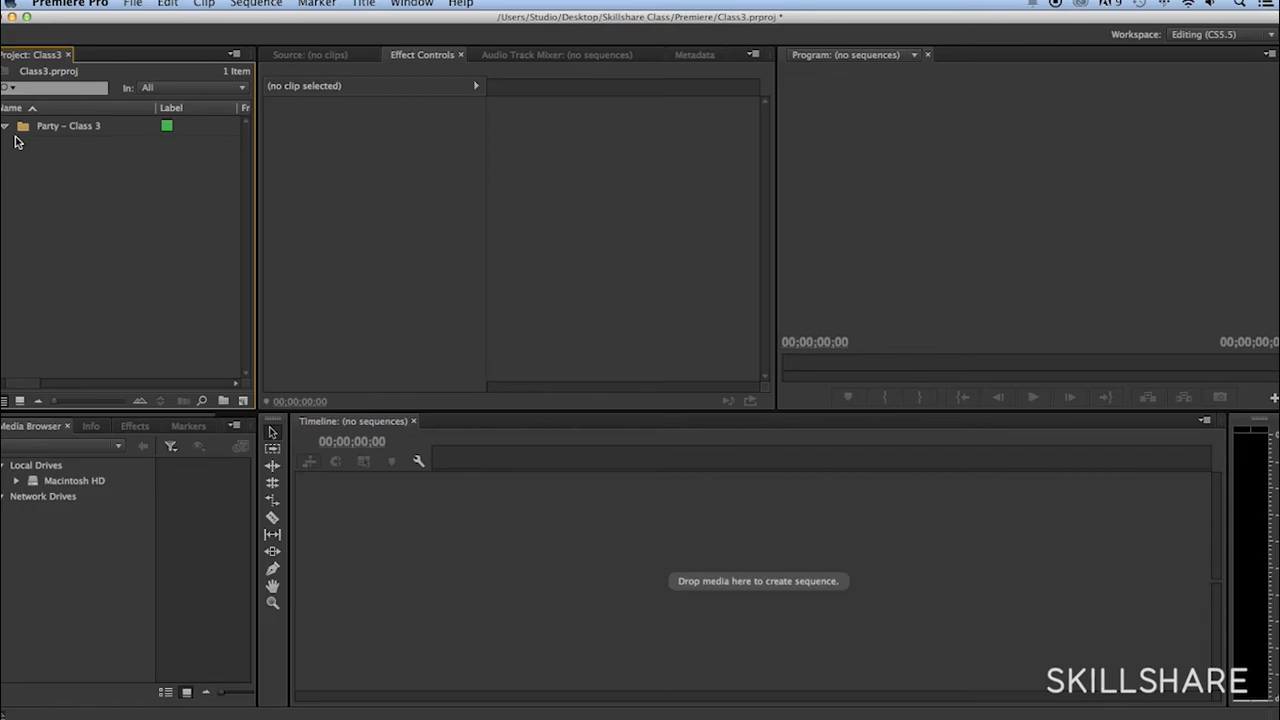 Premiere Pro File Edit Clip Sequence Marker Title Window Help
/Users/Studio/Desktop/Skillshare Class/Premiere/Class3.prproj *
Workspace: Editing (CS5.5)
Project: Class3 × Source: (no clips) Effect Controls × Audio Track Mixer: (no sequences) Metadata Program: (no sequences) ×
Class3.prproj 1 Item
In: All
(no clip selected)
Name Label Fr
Party – Class 3
00;00;00;00 00;00;00;0
00;00;00;00
Media Browser × Info Effects Markers
Timeline: (no sequences) ×
00;00;00;00
Local Drives
Macintosh HD
Network Drives
Drop media here to create sequence.
SKILLSHARE